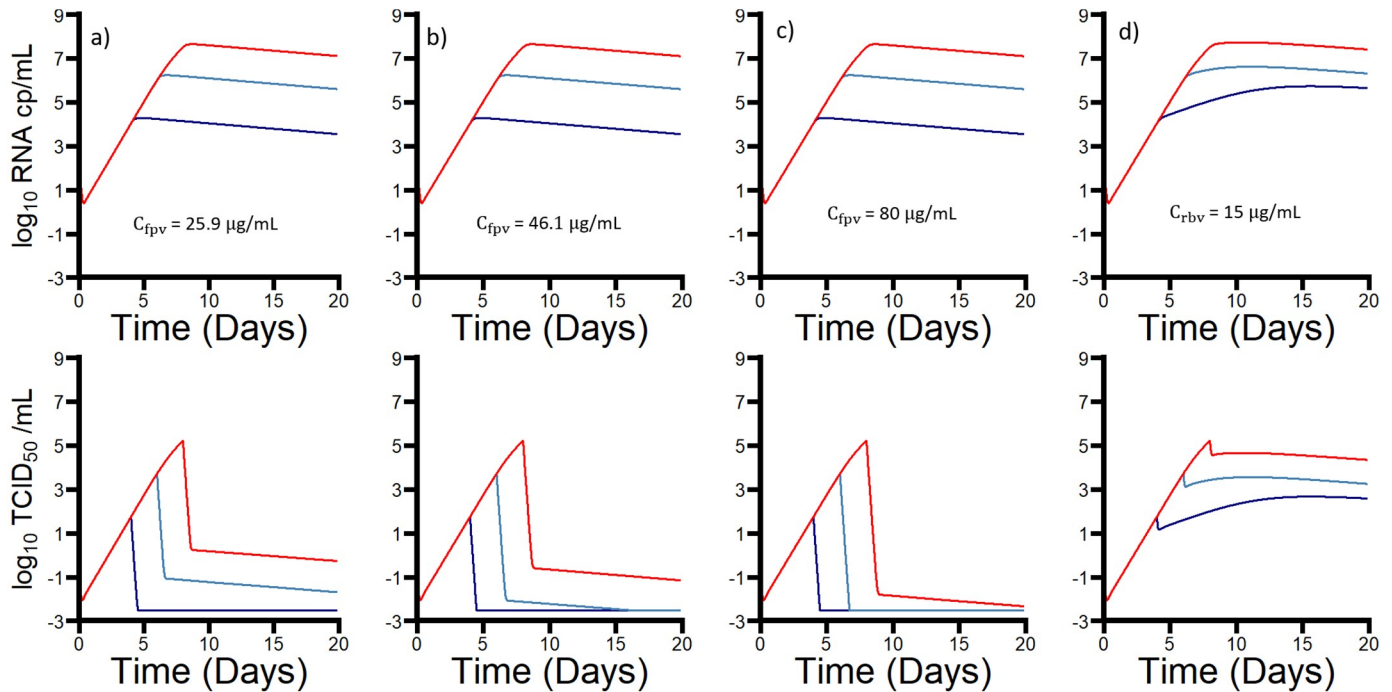 a)
log₁₀ RNA cp/mL
9
7
5
3
1
-1
-3
C_fpv = 25.9 µg/mL
0 5 10 15 20
Time (Days)
b)
9
7
5
3
1
-1
-3
C_fpv = 46.1 µg/mL
0 5 10 15 20
Time (Days)
c)
9
7
5
3
1
-1
-3
C_fpv = 80 µg/mL
0 5 10 15 20
Time (Days)
d)
9
7
5
3
1
-1
-3
C_rbv = 15 µg/mL
0 5 10 15 20
Time (Days)
log₁₀ TCID₅₀ /mL
9
7
5
3
1
-1
-3
0 5 10 15 20
Time (Days)
9
7
5
3
1
-1
-3
0 5 10 15 20
Time (Days)
9
7
5
3
1
-1
-3
0 5 10 15 20
Time (Days)
9
7
5
3
1
-1
-3
0 5 10 15 20
Time (Days)